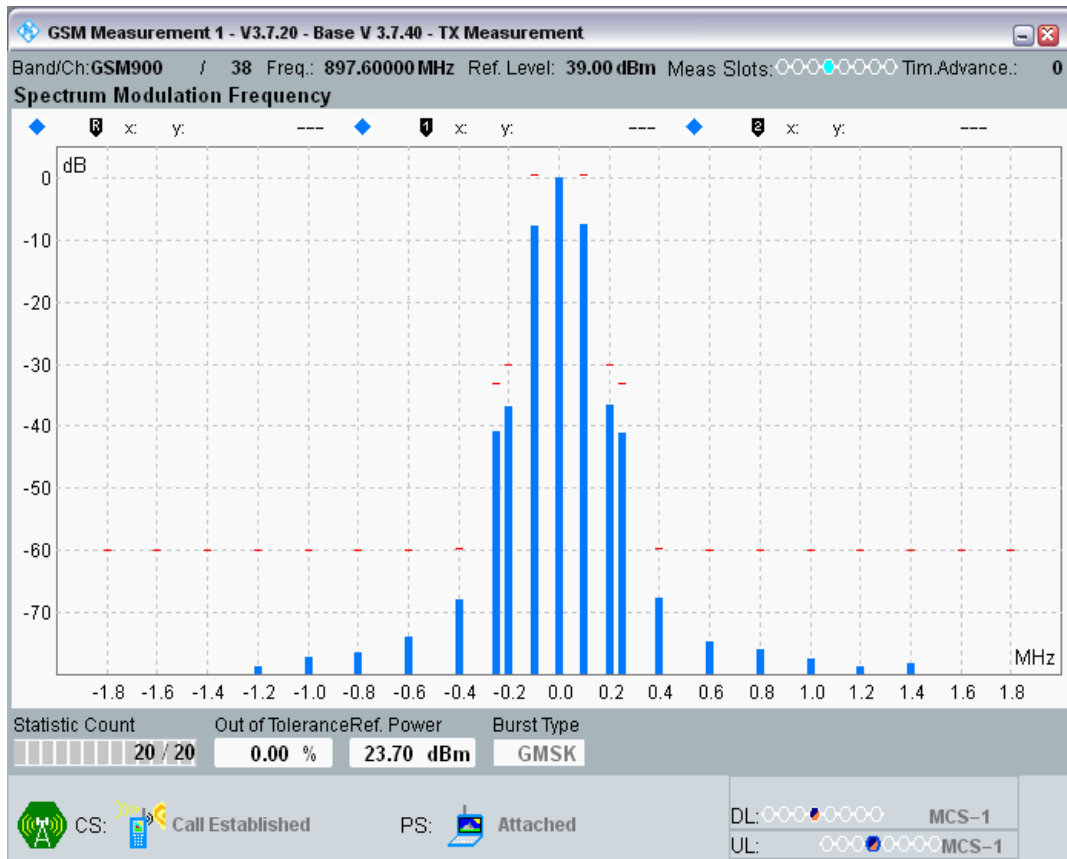 GSM Measurement 1 - V3.7.20 - Base V 3.7.40 - TX Measurement
Band/Ch:GSM900 / 38 Freq.: 897.60000 MHz Ref. Level: 39.00 dBm Meas Slots: Tim.Advance.: 0
Spectrum Modulation Frequency
R x: y: --- 1 x: y: --- 2 x: y: ---
dB
0
-10
-20
-30
-40
-50
-60
-70
MHz
-1.8 -1.6 -1.4 -1.2 -1.0 -0.8 -0.6 -0.4 -0.2 0.0 0.2 0.4 0.6 0.8 1.0 1.2 1.4 1.6 1.8
Statistic Count Out of Tolerance Ref. Power Burst Type
20 / 20 0.00 % 23.70 dBm GMSK
CS: Call Established PS: Attached
DL: MCS-1
UL: MCS-1